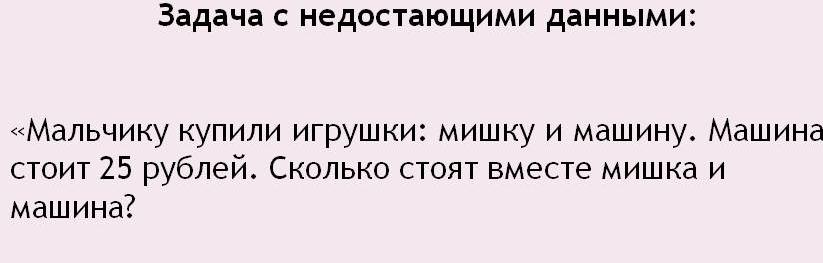 Задача с недостающими данными:
«Мальчику купили игрушки: мишку и машину. Машина
стоит 25 рублей. Сколько стоят вместе мишка и
машина?